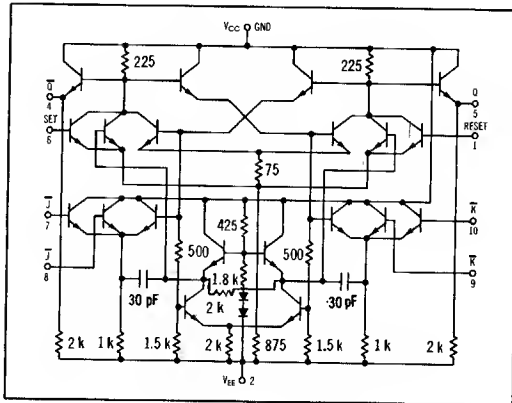 VCC GND
225
225
Q̅
4
Q
5
SET
6
RESET
1
75
J̅
7
K̅
10
425
500
500
J̅
8
1.8 k
K̅
9
30 pF
30 pF
2 k
2 k
1 k
1.5 k
2 k
875
1.5 k
1 k
2 k
VEE 2